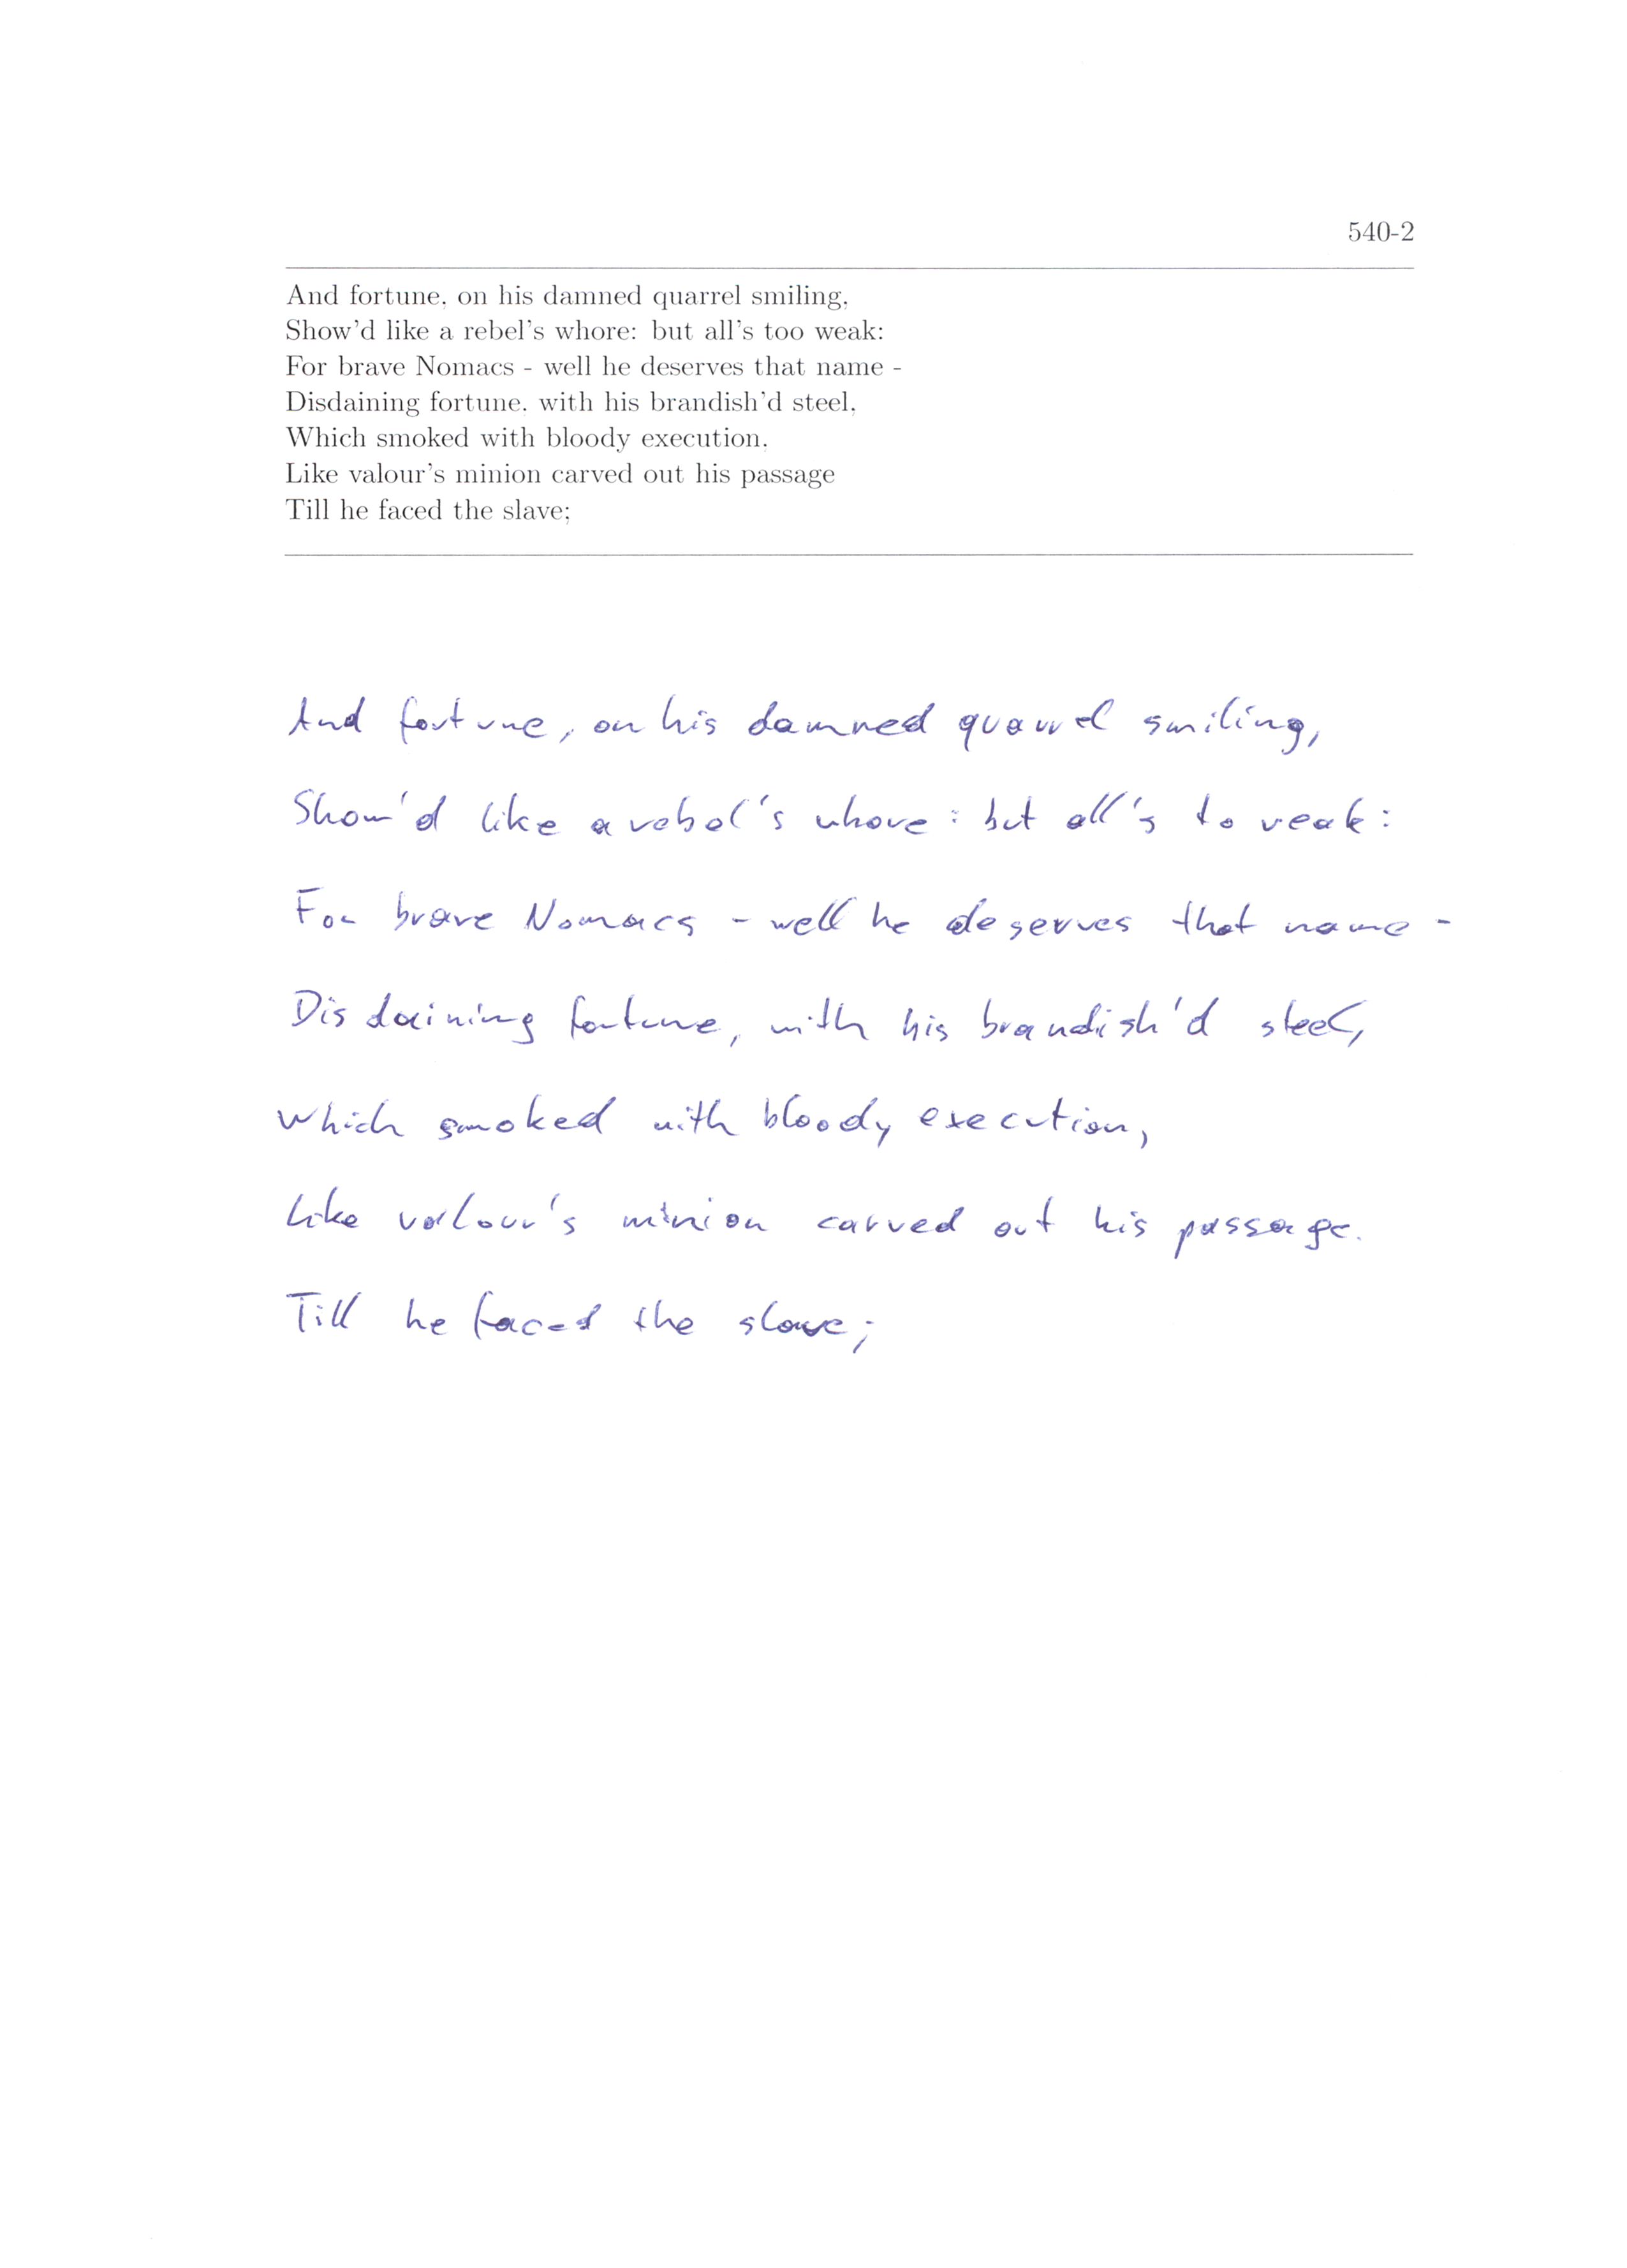 540-2
And fortune, on his damned quarrel smiling,
Show'd like a rebel's whore: but all's too weak:
For brave Nomacs - well he deserves that name -
Disdaining fortune, with his brandish'd steel,
Which smoked with bloody execution,
Like valour's minion carved out his passage
Till he faced the slave;
And fortune, on his damned quarrel smiling,
Show'd like a rebel's whore: but all's to weak:
For brave Nomacs - well he deserves that name -
Disdaining fortune, with his brandish'd steel,
Which smoked with bloody execution,
Like valour's minion carved out his passage.
Till he faced the slave;